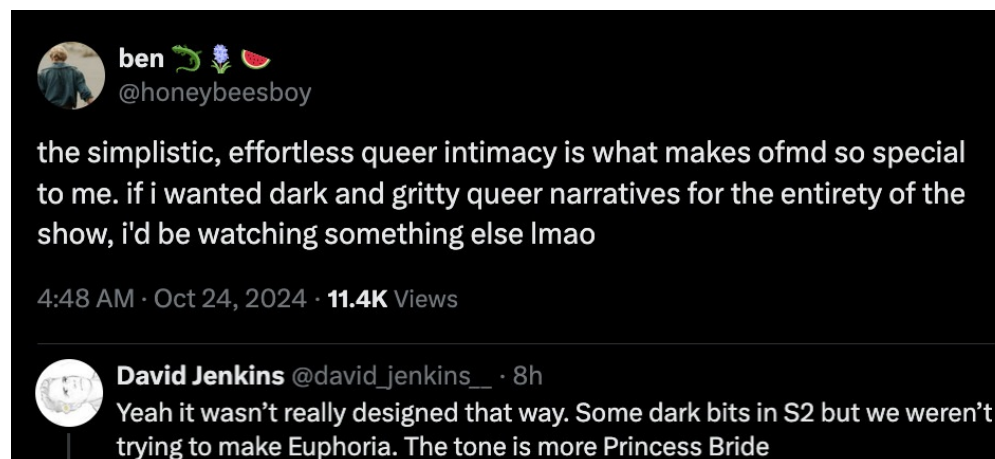 ben 🦎🪻🍉
@honeybeesboy
the simplistic, effortless queer intimacy is what makes ofmd so special
to me. if i wanted dark and gritty queer narratives for the entirety of the
show, i'd be watching something else lmao
4:48 AM · Oct 24, 2024 · 11.4K Views
David Jenkins @david_jenkins__ · 8h
Yeah it wasn’t really designed that way. Some dark bits in S2 but we weren’t
trying to make Euphoria. The tone is more Princess Bride